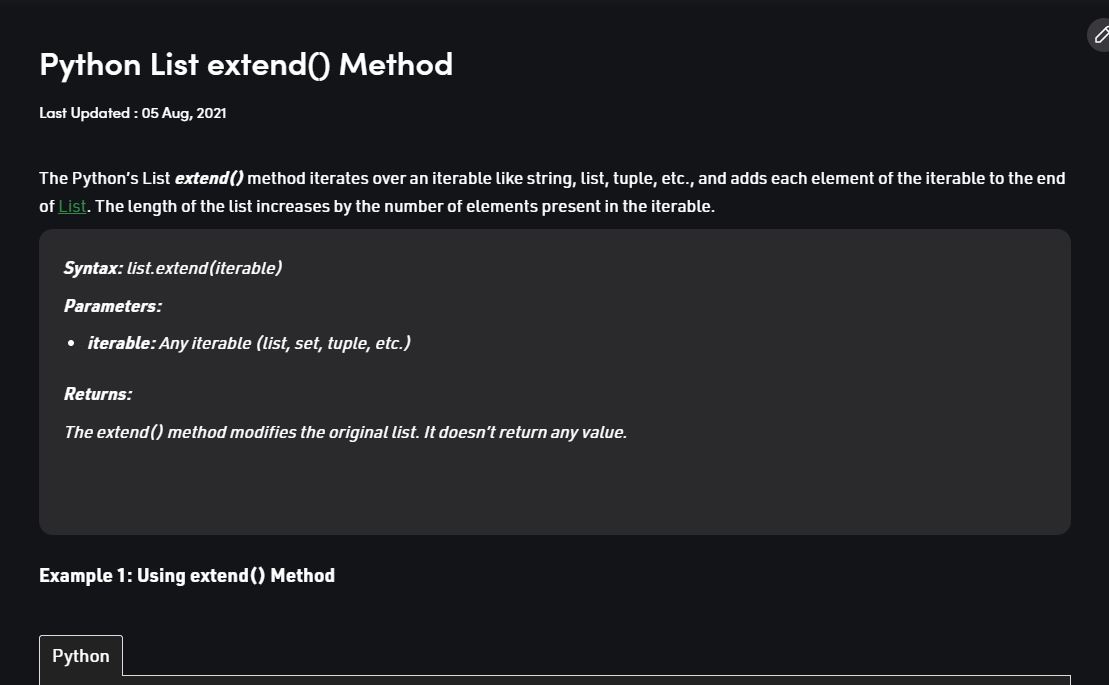 Python List extend() Method
Last Updated : 05 Aug, 2021
The Python's List extend() method iterates over an iterable like string, list, tuple, etc., and adds each element of the iterable to the end
of List. The length of the list increases by the number of elements present in the iterable.
Syntax: list.extend(iterable)
Parameters:
• iterable: Any iterable (list, set, tuple, etc.)
Returns:
The extend() method modifies the original list. It doesn't return any value.
Example 1: Using extend() Method
Python